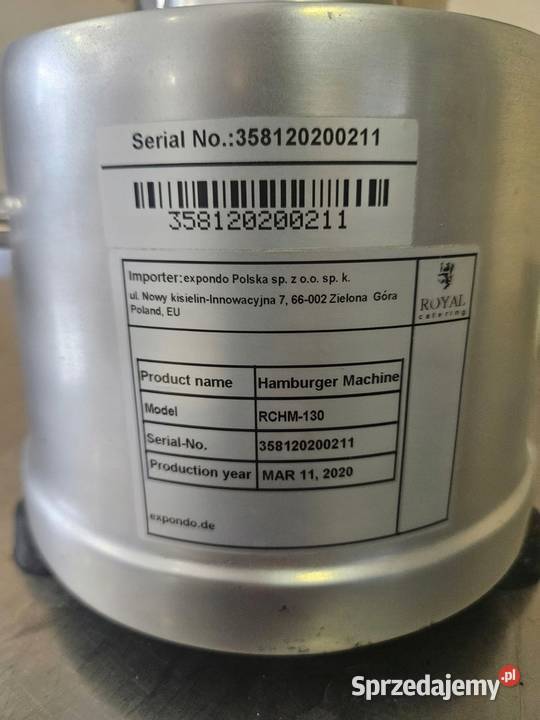 Serial No.:358120200211
358120200211
Importer:expondo Polska sp. z o.o. sp. k.
ul. Nowy kisielin-Innowacyjna 7, 66-002 Zielona Góra
Poland, EU
ROYAL
catering
Product name Hamburger Machine
Model RCHM-130
Serial-No. 358120200211
Production year MAR 11, 2020
expondo.de
Sprzedajemy.pl